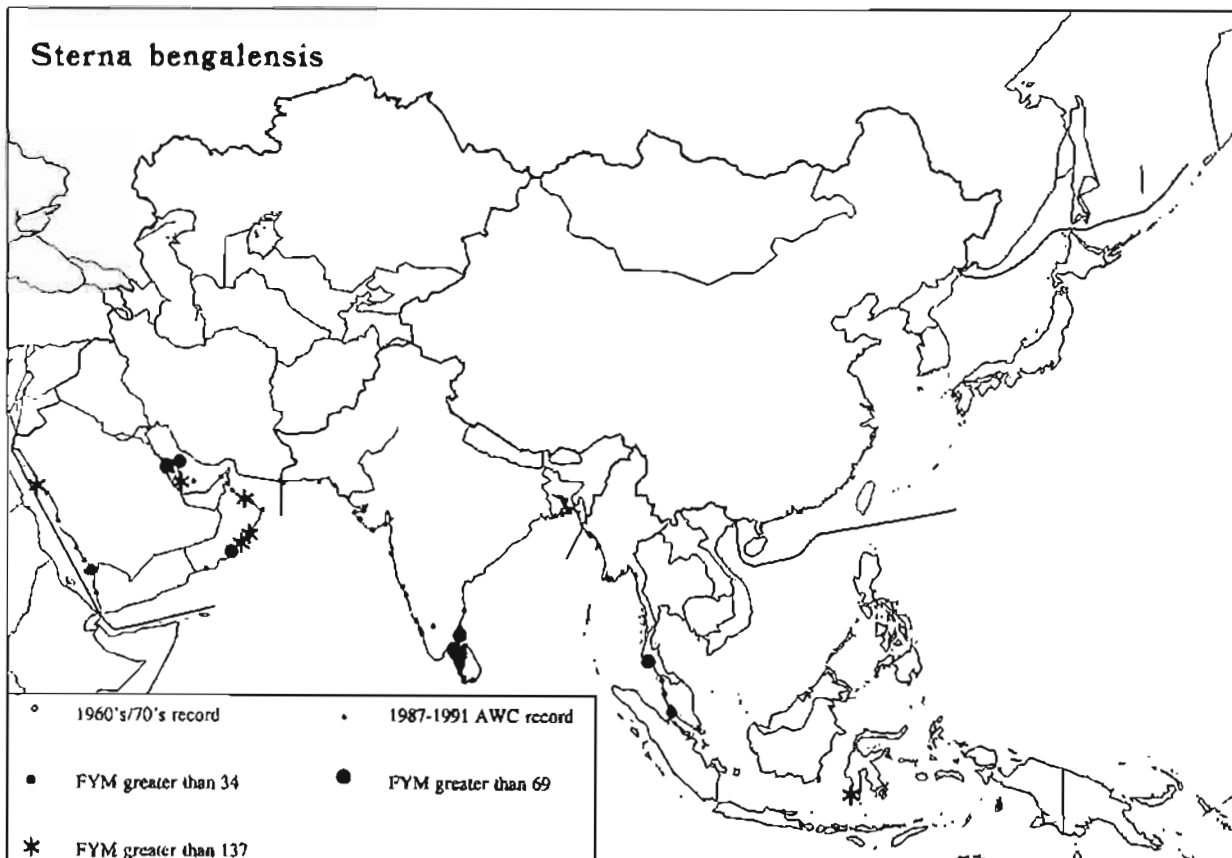 Sterna bengalensis
1960's/70's record
1987-1991 AWC record
FYM greater than 34
FYM greater than 69
FYM greater than 137